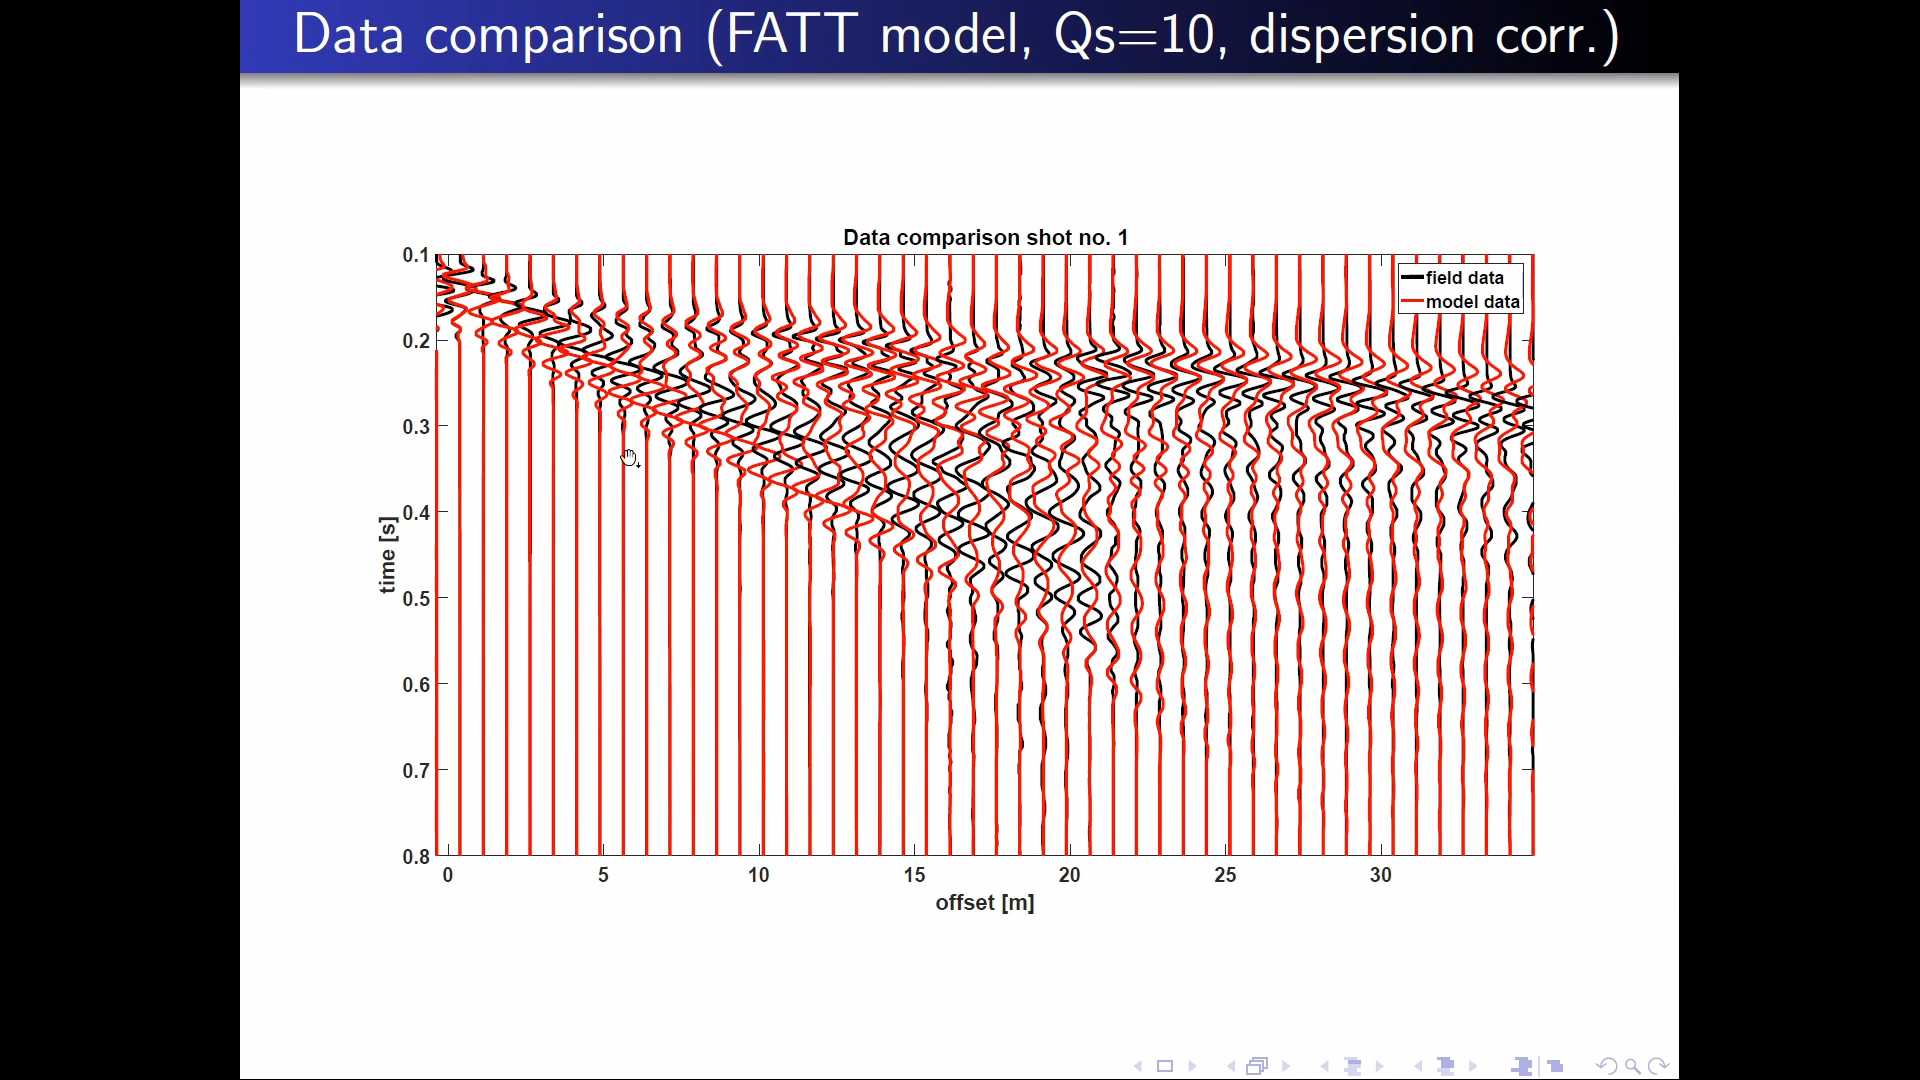 Data comparison (FATT model, Qs=10, dispersion corr.)
Data comparison shot no. 1
field data
model data
0.1
0.2
0.3
0.4
0.5
0.6
0.7
0.8
time [s]
0 5 10 15 20 25 30
offset [m]